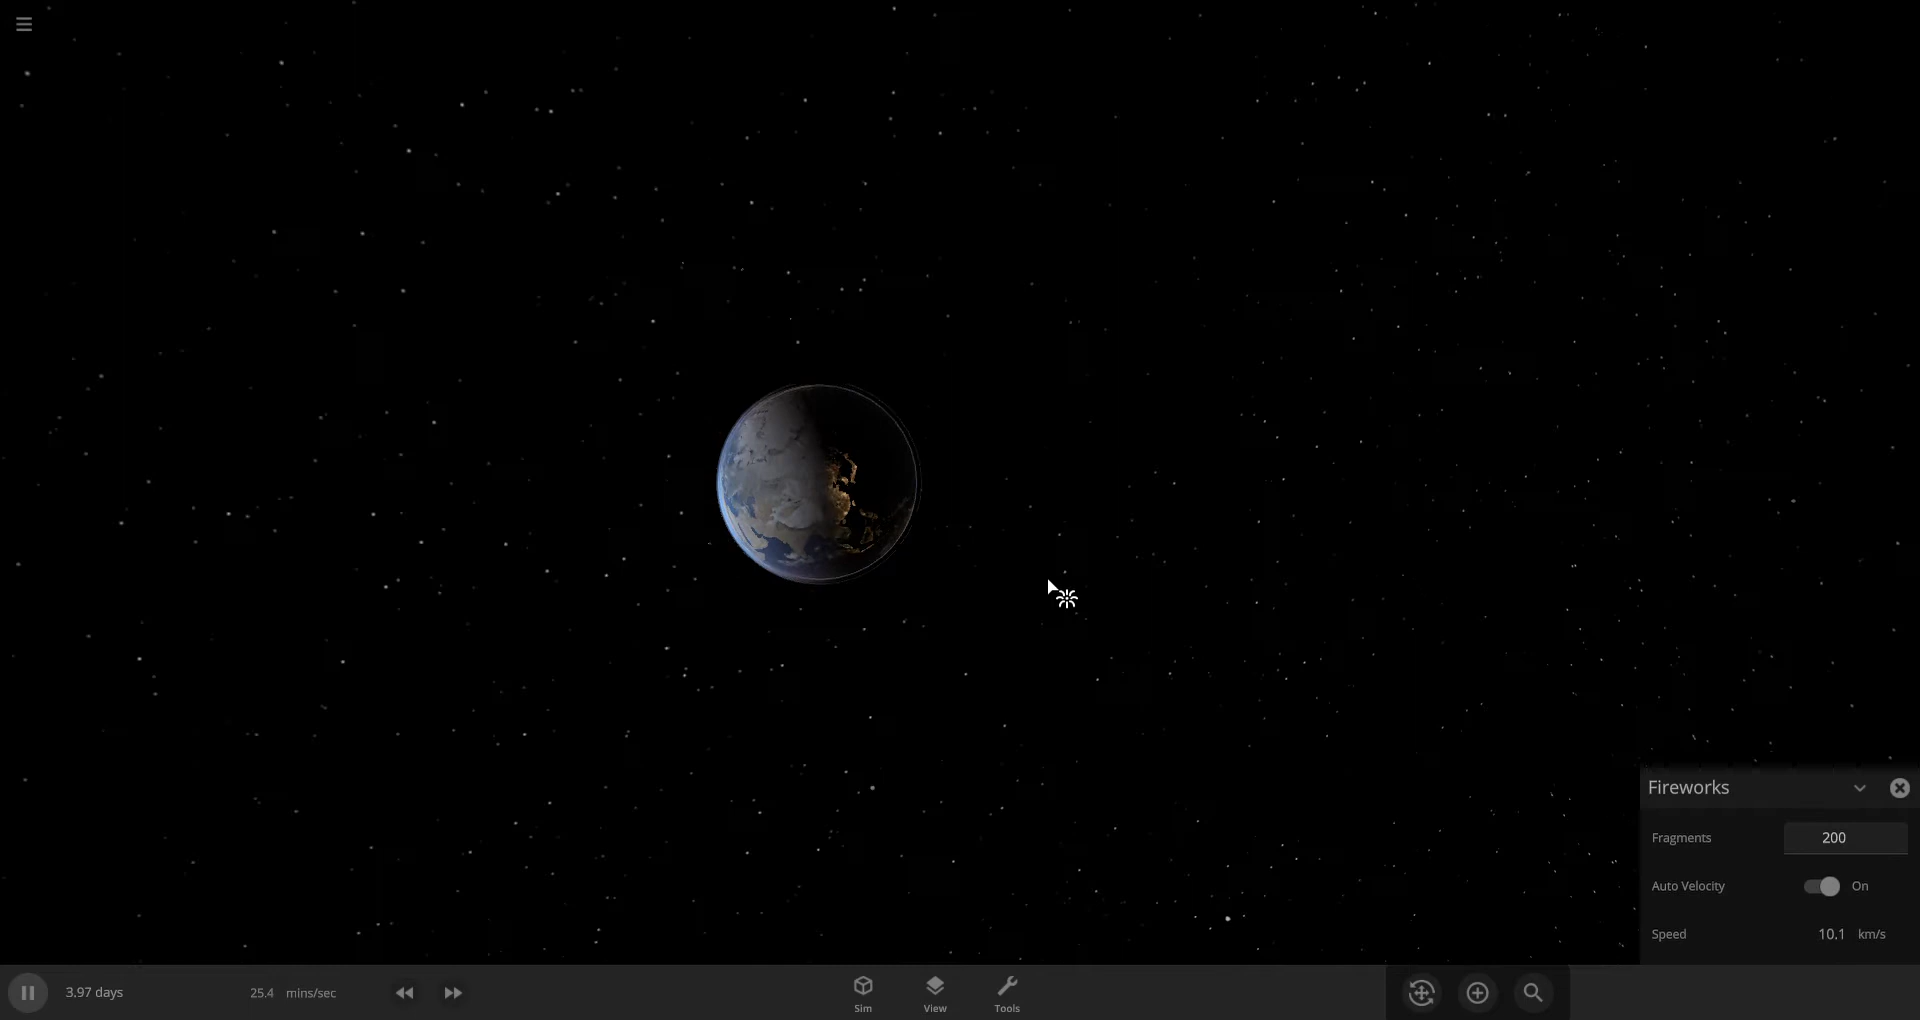 Fireworks
Fragments 200
Auto Velocity On
Speed 10.1 km/s
3.97 days 25.4 mins/sec Sim View Tools